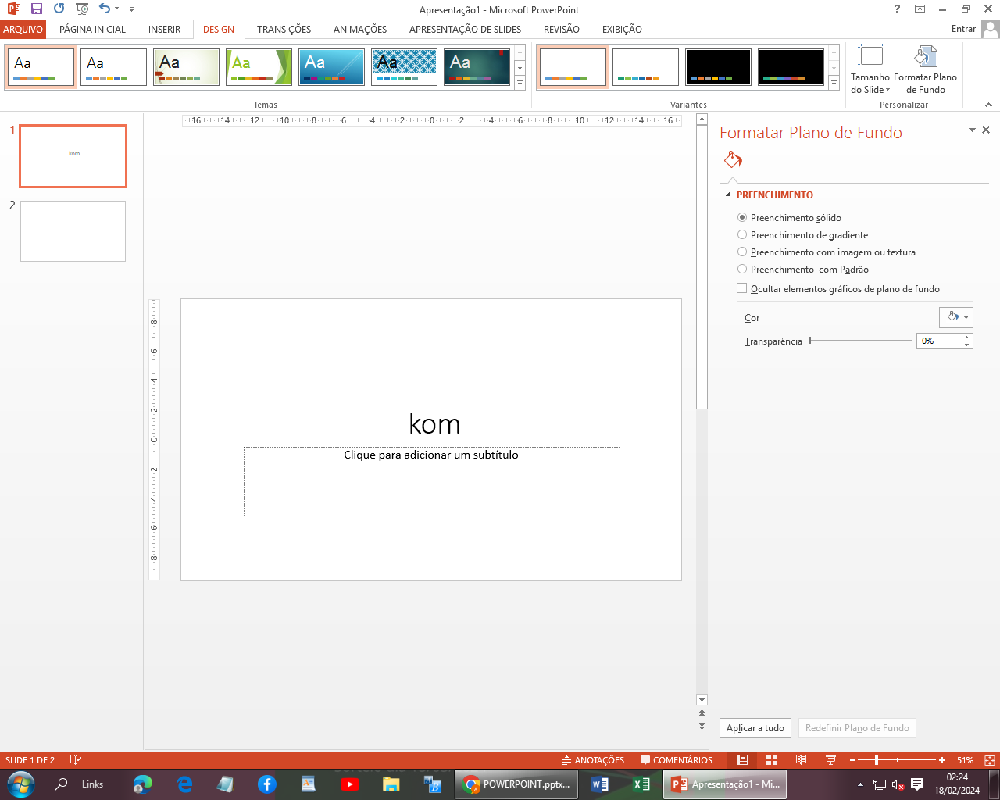 Apresentação1 - Microsoft PowerPoint
ARQUIVO PÁGINA INICIAL INSERIR DESIGN TRANSIÇÕES ANIMAÇÕES APRESENTAÇÃO DE SLIDES REVISÃO EXIBIÇÃO Entrar
Aa Aa Aa Aa Aa Aa Aa
Tamanho do Slide
Formatar Plano de Fundo
Temas Variantes Personalizar
1
kom
2
16 14 12 10 8 6 4 2 0 2 4 6 8 10 12 14 16
8 6 4 2 0 2 4 6 8
kom
Clique para adicionar um subtítulo
Formatar Plano de Fundo
PREENCHIMENTO
Preenchimento sólido
Preenchimento de gradiente
Preenchimento com imagem ou textura
Preenchimento com Padrão
Ocultar elementos gráficos de plano de fundo
Cor
Transparência 0%
Aplicar a tudo Redefinir Plano de Fundo
SLIDE 1 DE 2 ANOTAÇÕES COMENTÁRIOS 51%
Links POWERPOINT.pptx... Apresentação1 - Mi... 02:24
18/02/2024